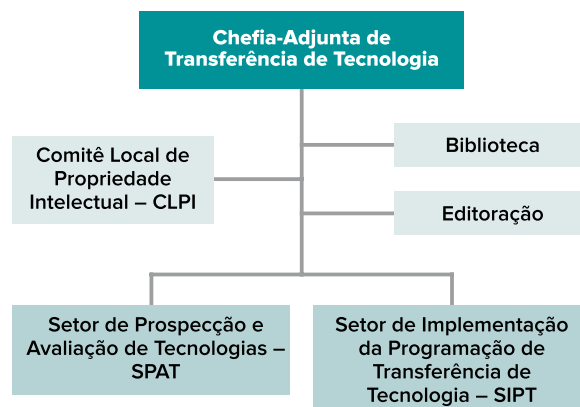 Chefia-Adjunta de
Transferência de Tecnologia
Comitê Local de
Propriedade
Intelectual – CLPI
Biblioteca
Editoração
Setor de Prospecção e
Avaliação de Tecnologias –
SPAT
Setor de Implementação
da Programação de
Transferência de
Tecnologia – SIPT